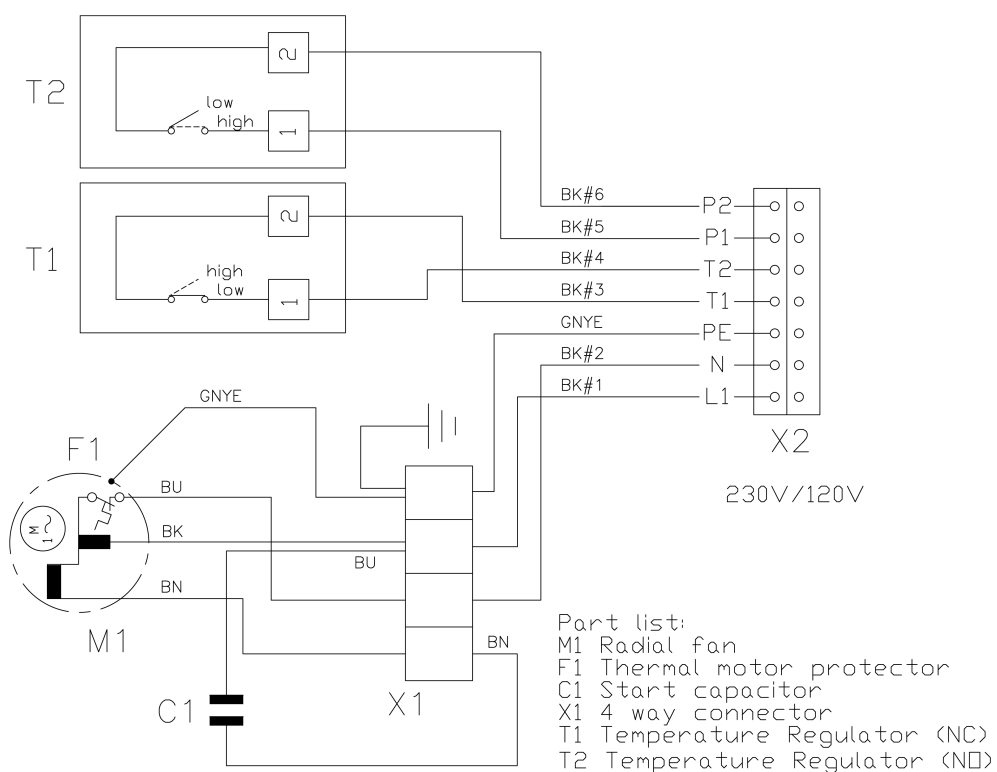 T2
2
low
high
1
T1
2
high
low
1
BK#6
P2
BK#5
P1
BK#4
T2
BK#3
T1
GNYE
PE
BK#2
N
BK#1
L1
X2
230V/120V
GNYE
F1
BU
M
1~
BK
BU
BN
M1
BN
C1
X1
Part list:
M1 Radial fan
F1 Thermal motor protector
C1 Start capacitor
X1 4 way connector
T1 Temperature Regulator (NC)
T2 Temperature Regulator (NO)